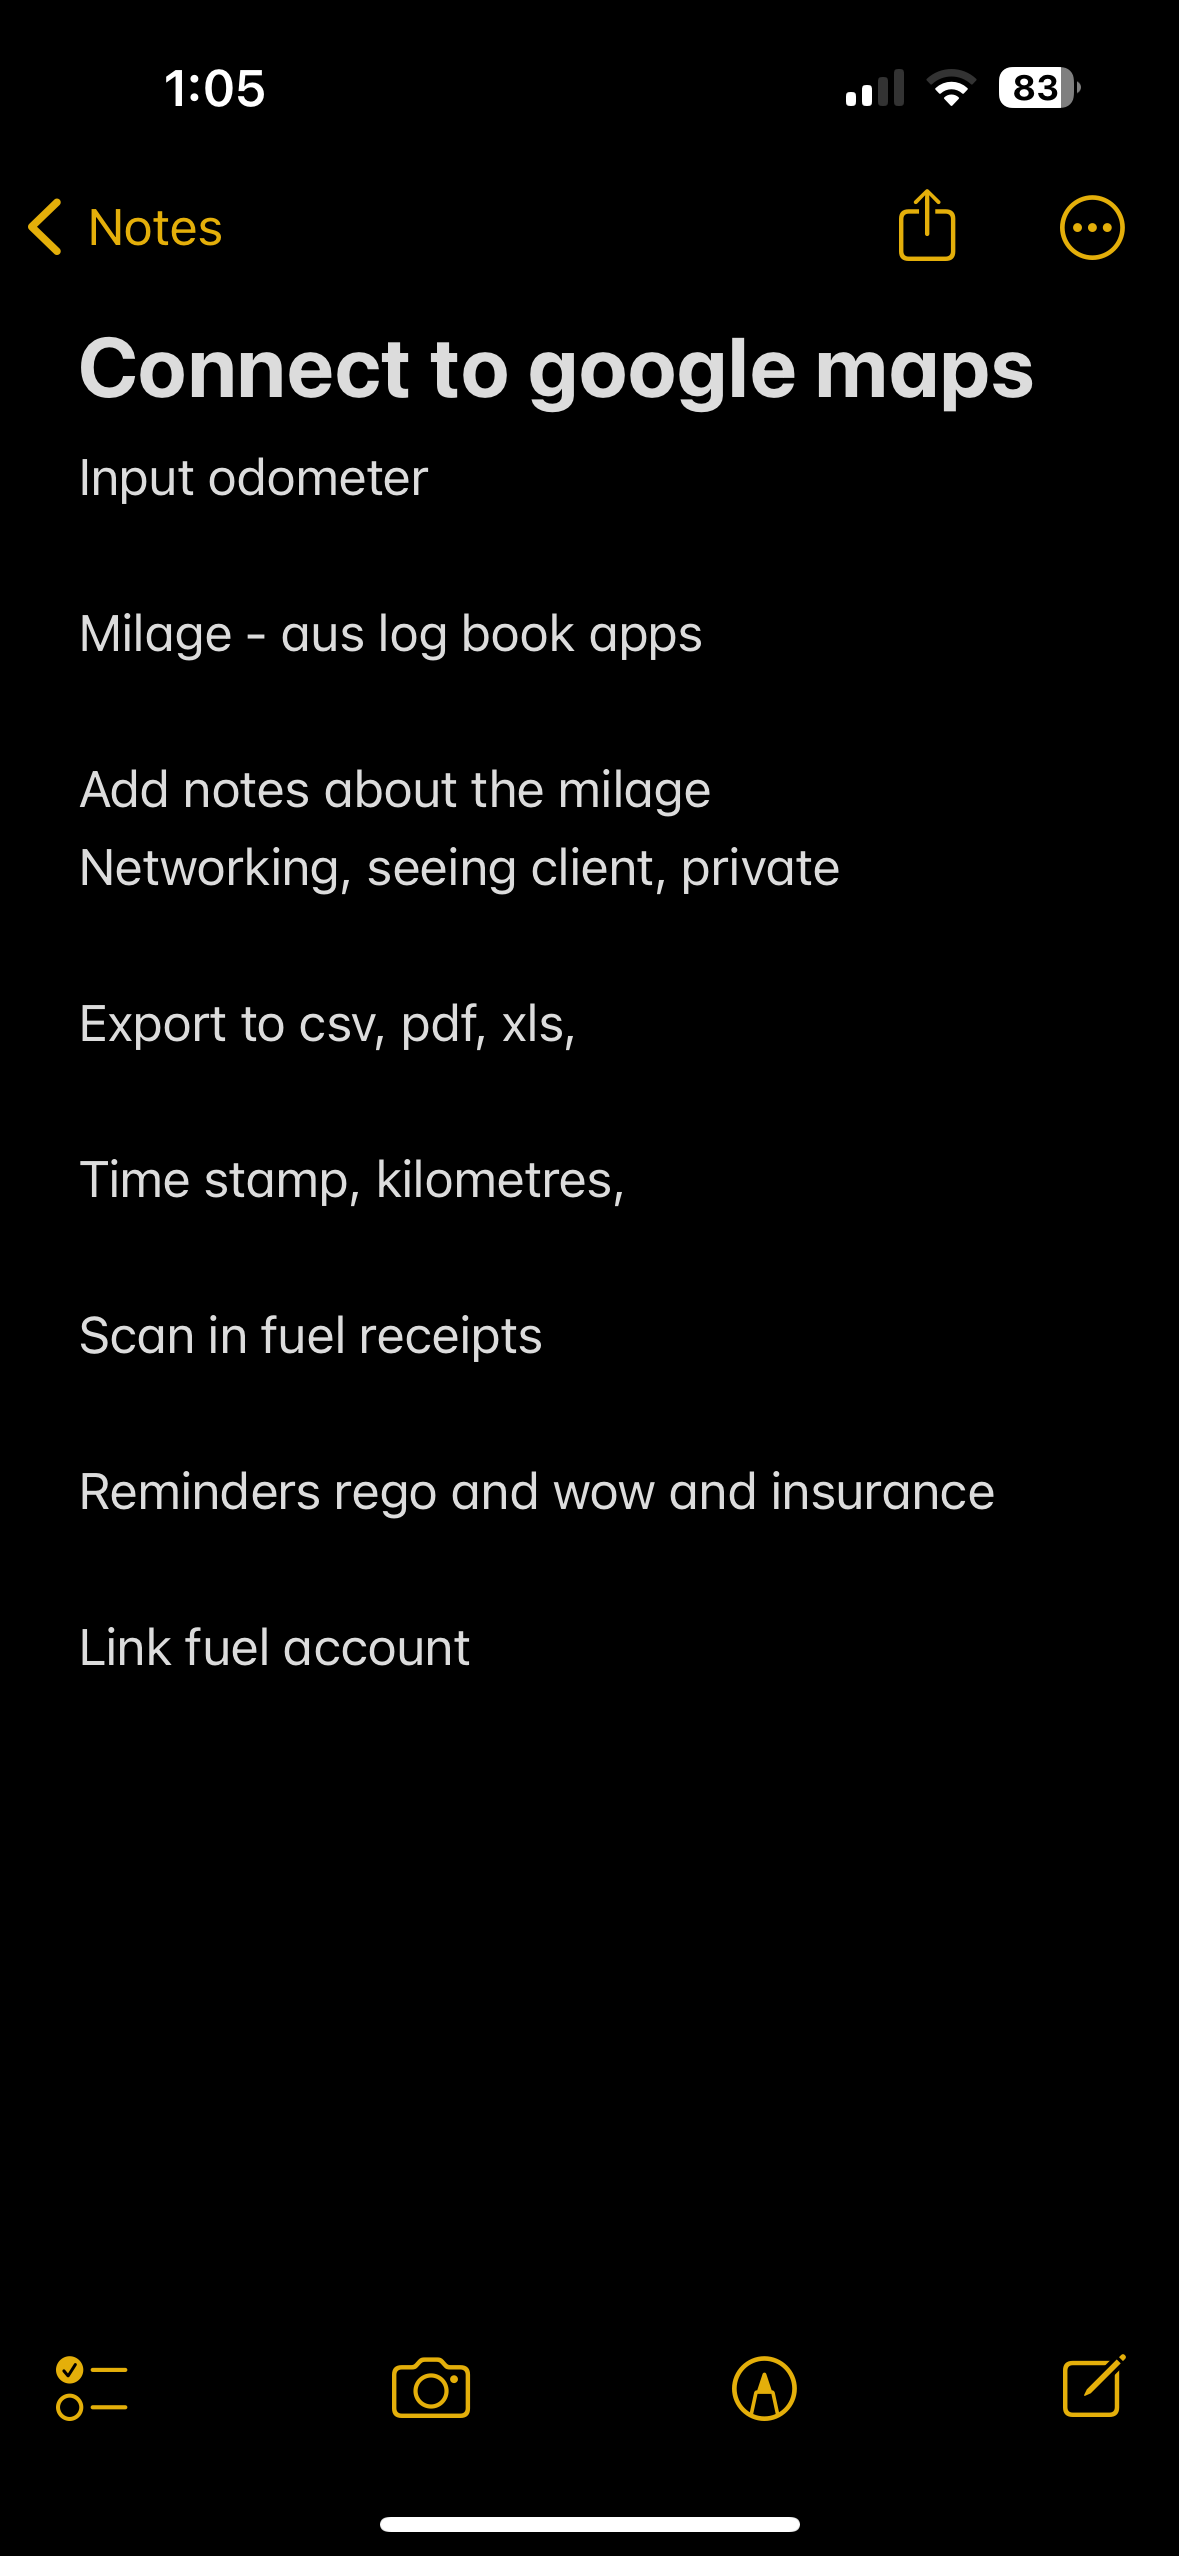 1:05
83
Notes
Connect to google maps
Input odometer
Milage - aus log book apps
Add notes about the milage
Networking, seeing client, private
Export to csv, pdf, xls,
Time stamp, kilometres,
Scan in fuel receipts
Reminders rego and wow and insurance
Link fuel account